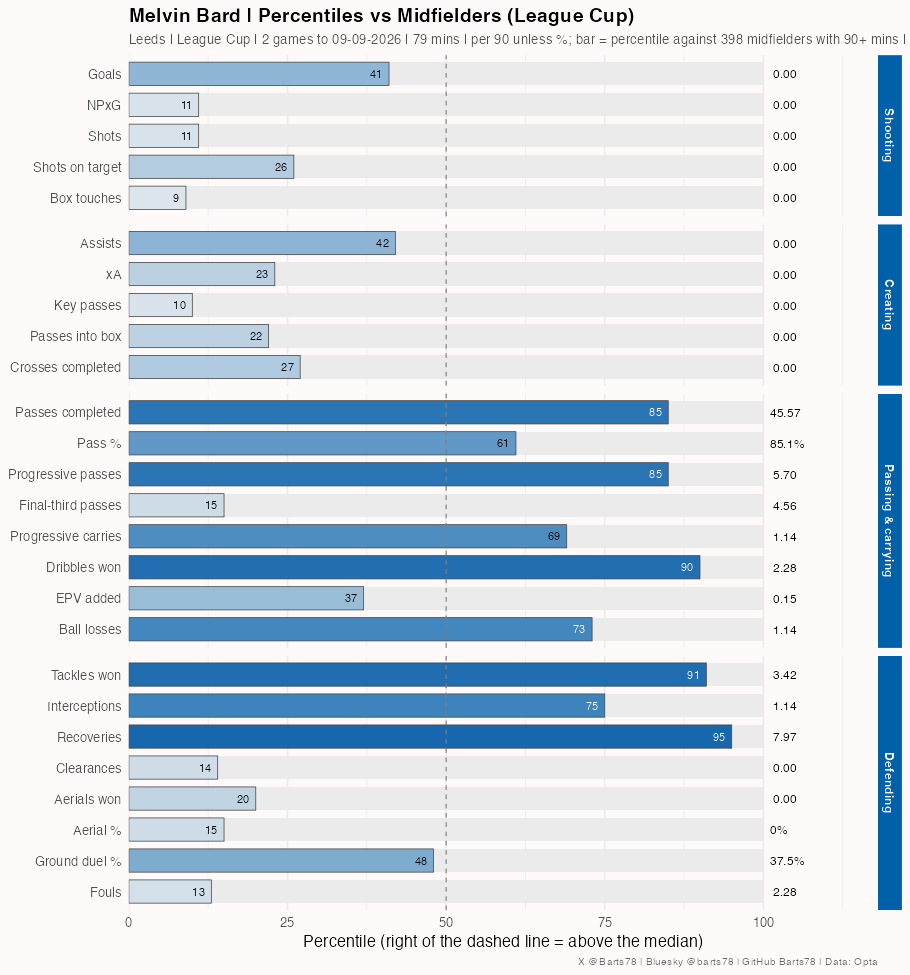 Melvin Bard | Percentiles vs Midfielders (League Cup)
Leeds | League Cup | 2 games to 09-09-2026 | 79 mins | per 90 unless %; bar = percentile against 398 midfielders with 90+ mins |
Goals 41 0.00
NPxG 11 0.00
Shots 11 0.00
Shots on target 26 0.00
Box touches 9 0.00
Shooting
Assists 42 0.00
xA 23 0.00
Key passes 10 0.00
Passes into box 22 0.00
Crosses completed 27 0.00
Creating
Passes completed 85 45.57
Pass % 61 85.1%
Progressive passes 85 5.70
Final-third passes 15 4.56
Progressive carries 69 1.14
Dribbles won 90 2.28
EPV added 37 0.15
Ball losses 73 1.14
Passing & carrying
Tackles won 91 3.42
Interceptions 75 1.14
Recoveries 95 7.97
Clearances 14 0.00
Aerials won 20 0.00
Aerial % 15 0%
Ground duel % 48 37.5%
Fouls 13 2.28
Defending
0 25 50 75 100
Percentile (right of the dashed line = above the median)
X @Barts78 | Bluesky @barts78 | GitHub Barts78 | Data: Opta